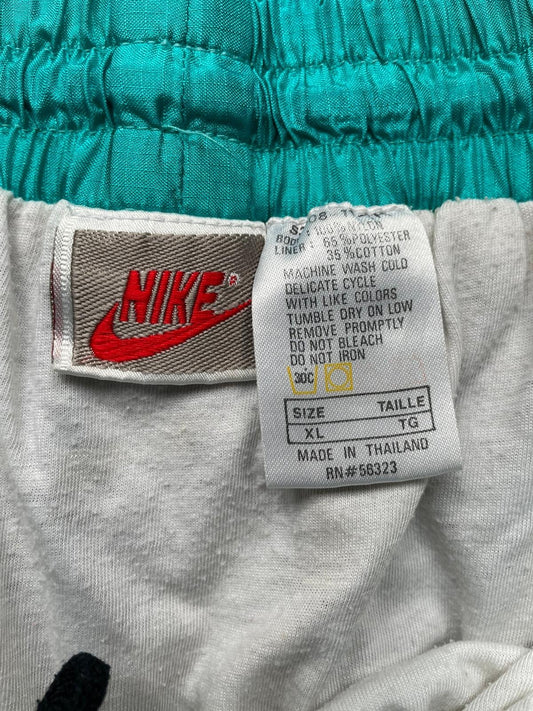 NIKE®
BODY: 100% NYLON
LINER: 65%POLYESTER
35%COTTON
MACHINE WASH COLD
DELICATE CYCLE
WITH LIKE COLORS
TUMBLE DRY ON LOW
REMOVE PROMPTLY
DO NOT BLEACH
DO NOT IRON
30C
SIZE TAILLE
XL TG
MADE IN THAILAND
RN#56323